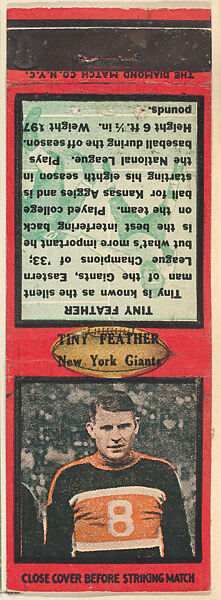 THE DIAMOND MATCH CO. N.Y.C.
TINY FEATHER
Tiny is known as the silent
man of the Giants, Eastern
League Champions of '33;
but what's more important he
is the best interfering back
on the team. Played college
ball for Kansas Aggies and is
starting his eighth season in
the National League. Plays
baseball during the off season.
Height 6 ft. ½ in. Weight 197
pounds.
TINY FEATHER
New York Giants
8
CLOSE COVER BEFORE STRIKING MATCH